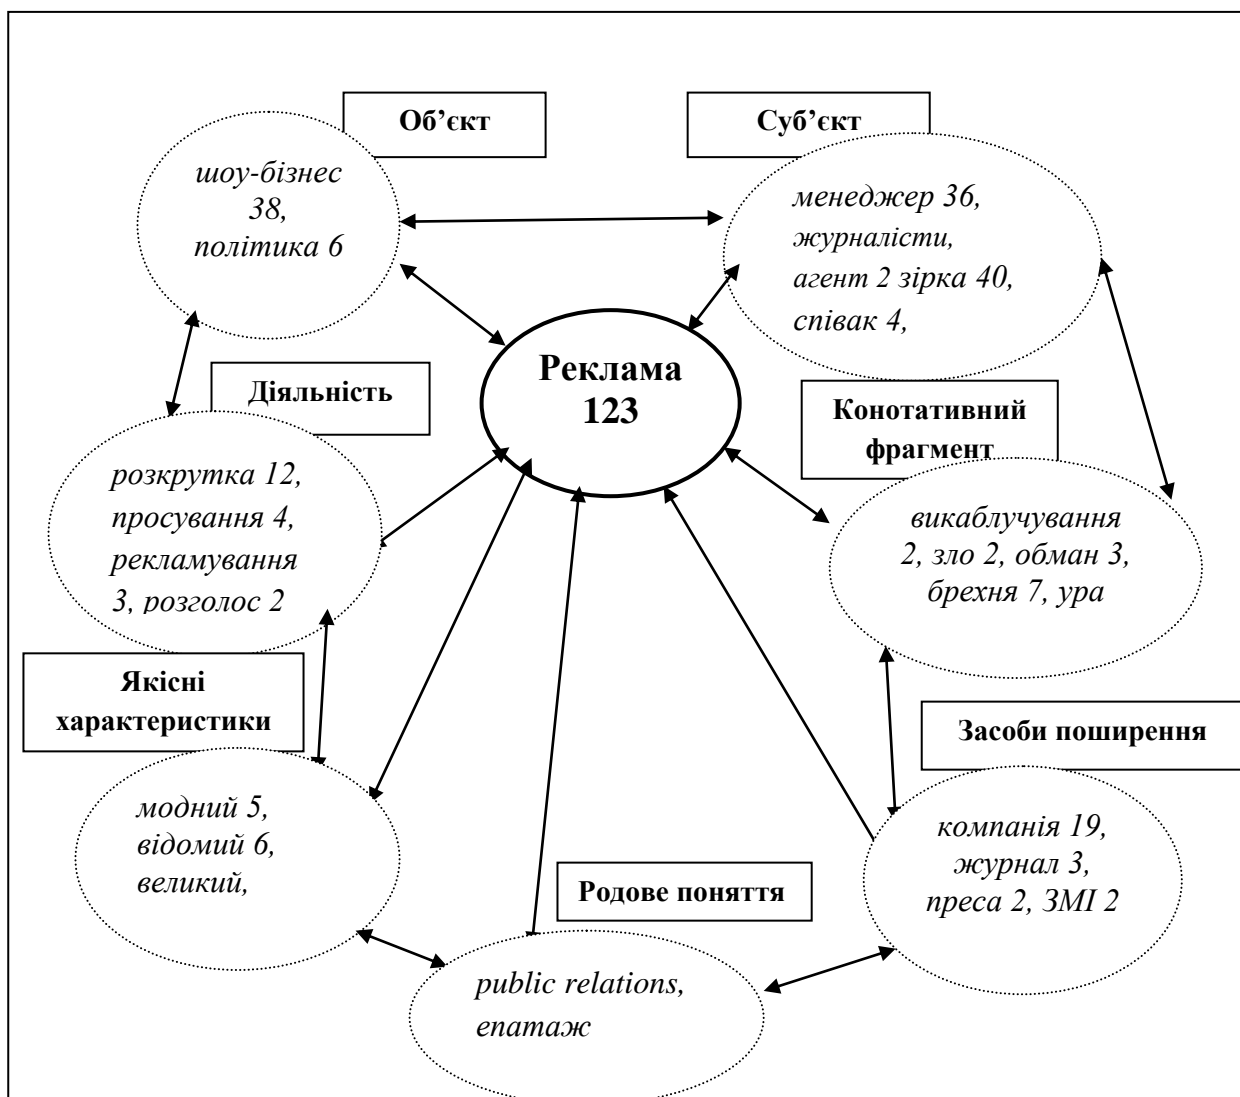 Об’єкт
шоу-бізнес
38,
політика 6
Суб’єкт
менеджер 36,
журналісти,
агент 2 зірка 40,
співак 4,
Реклама
123
Діяльність
розкрутка 12,
просування 4,
рекламування
3, розголос 2
Конотативний
фрагмент
викаблучування
2, зло 2, обман 3,
брехня 7, ура
Якісні
характеристики
модний 5,
відомий 6,
великий,
Засоби поширення
компанія 19,
журнал 3,
преса 2, ЗМІ 2
Родове поняття
public relations,
епатаж